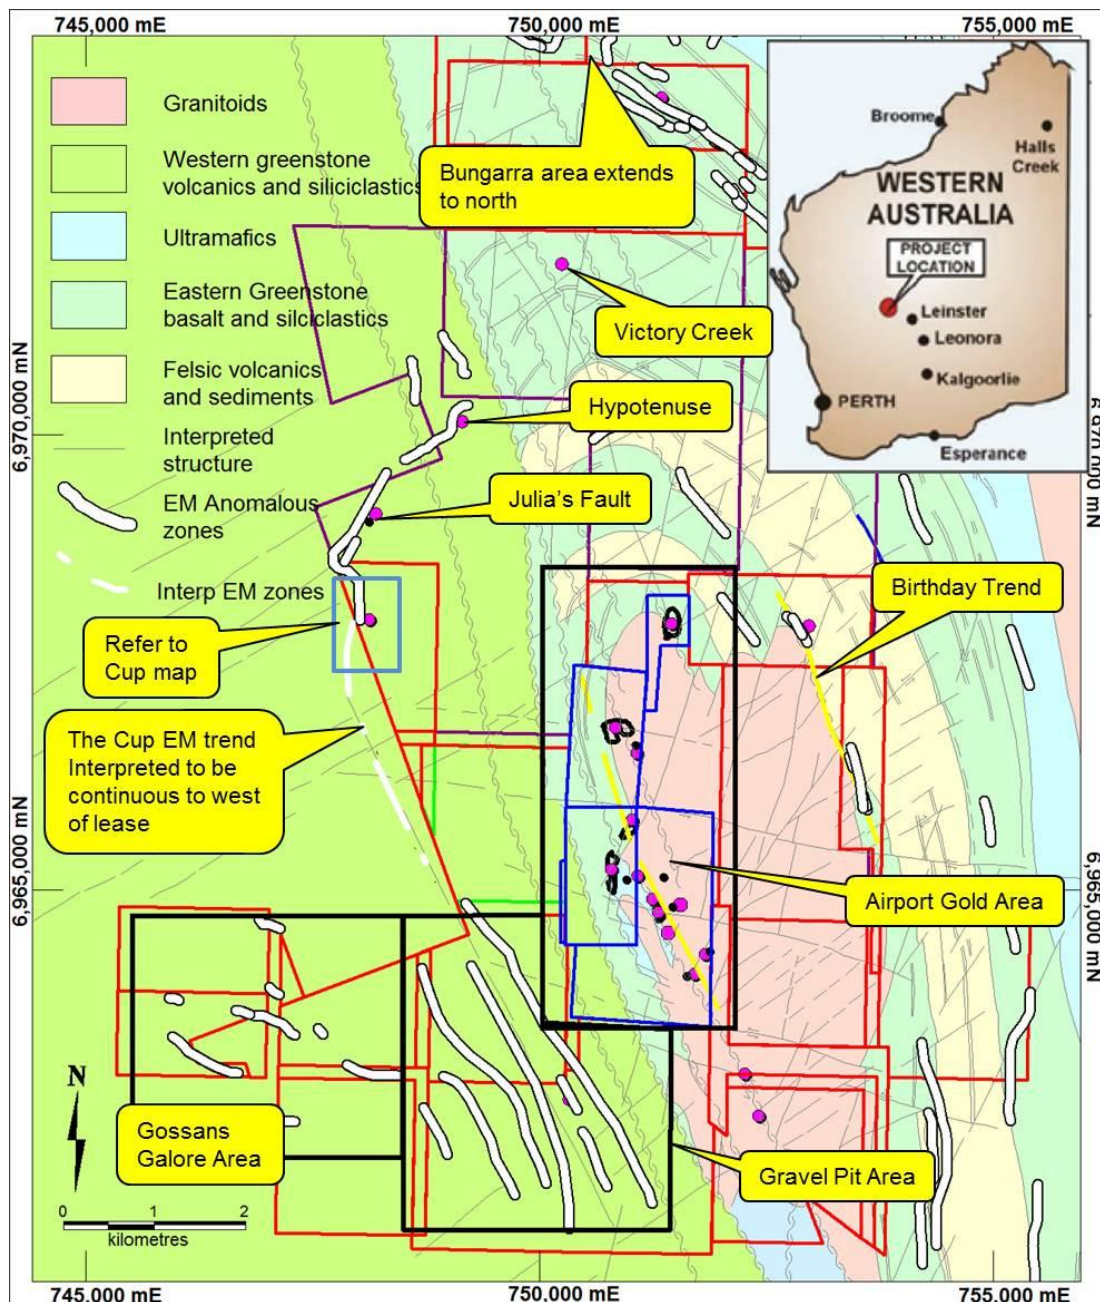 745,000 mE
750,000 mE
755,000 mE
Granitoids
Western greenstone
volcanics and siliciclastics
Ultramafics
Eastern Greenstone
basalt and silciclastics
Felsic volcanics
and sediments
Interpreted
structure
EM Anomalous
zones
Interp EM zones
Bungarra area extends
to north
Victory Creek
Hypotenuse
Julia's Fault
Birthday Trend
Refer to
Cup map
The Cup EM trend
Interpreted to be
continuous to west
of lease
Airport Gold Area
Gossans
Galore Area
Gravel Pit Area
Broome
Halls
Creek
WESTERN
AUSTRALIA
PROJECT
LOCATION
Leinster
Leonora
Kalgoorlie
PERTH
Esperance
6,970,000 mN
6,965,000 mN
6,965,000 mN
N
0 1 2
kilometres
745,000 mE
750,000 mE
755,000 mE